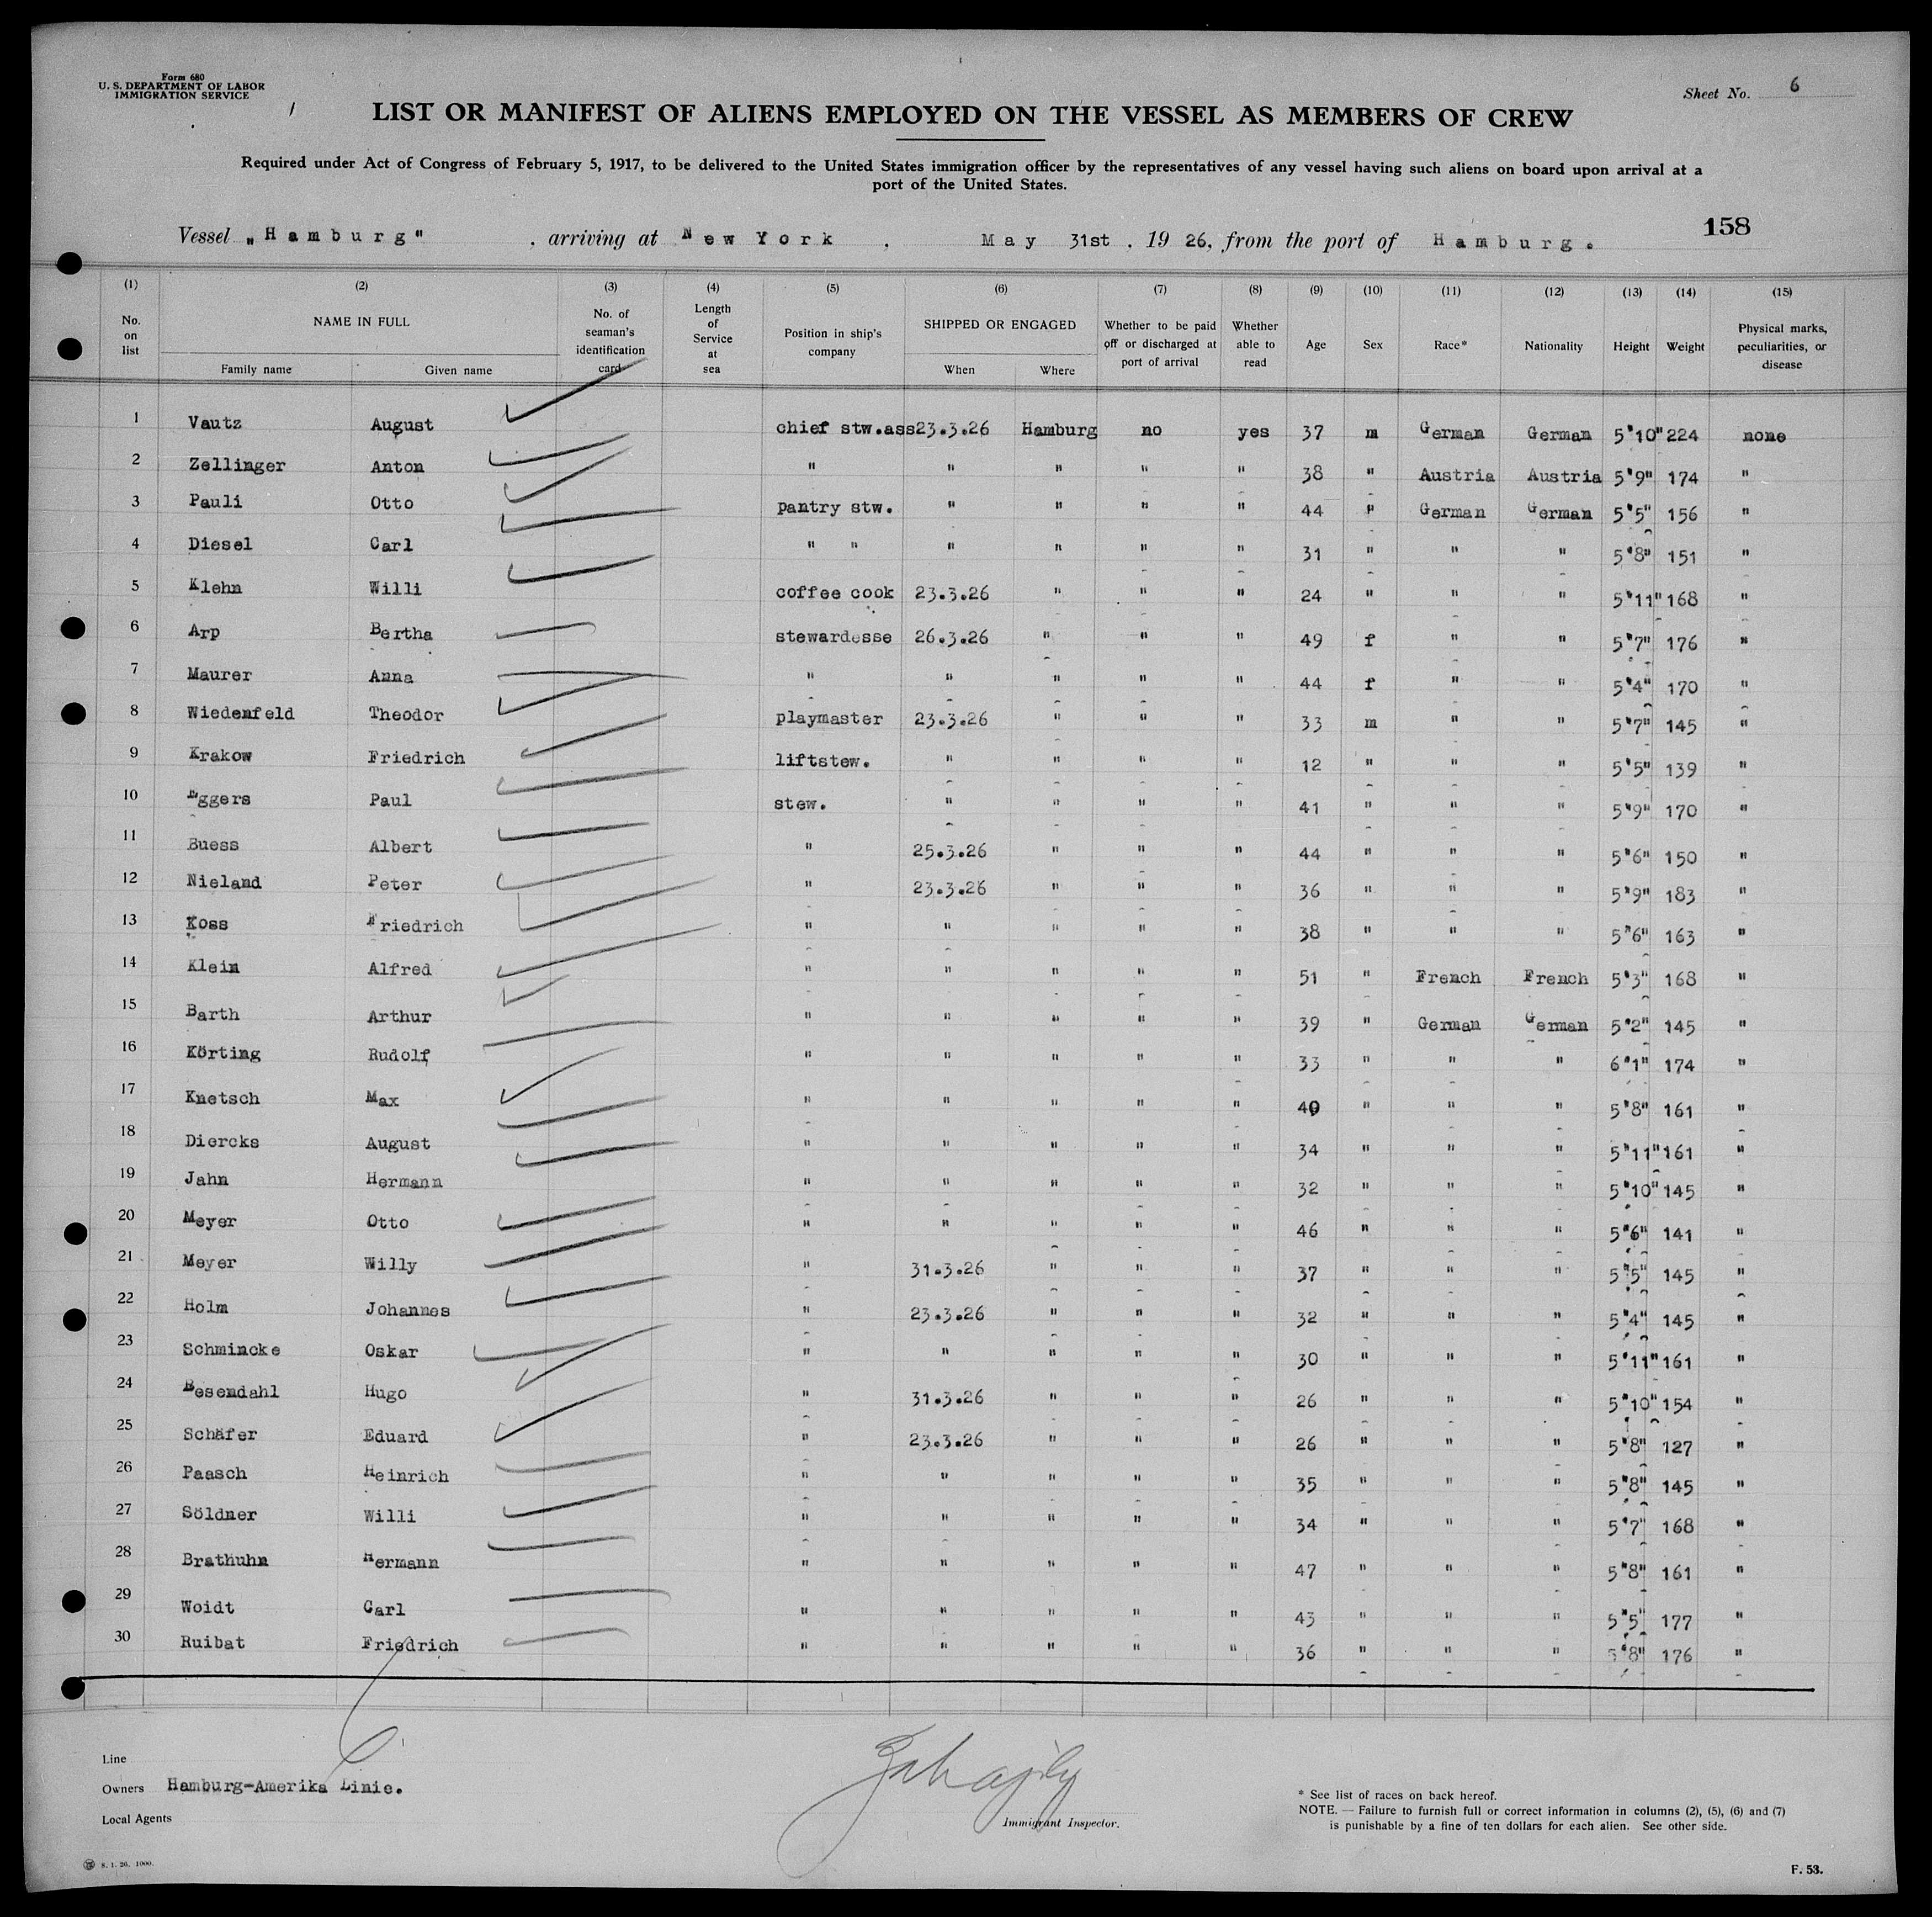 Form 680
U. S. DEPARTMENT OF LABOR
IMMIGRATION SERVICE
Sheet No. 6
LIST OR MANIFEST OF ALIENS EMPLOYED ON THE VESSEL AS MEMBERS OF CREW
Required under Act of Congress of February 5, 1917, to be delivered to the United States immigration officer by the representatives of any vessel having such aliens on board upon arrival at a
port of the United States.
158
Vessel „Hamburg" , arriving at New York , May 31st , 19 26, from the port of Hamburg.
(1) (2) (3) (4) (5) (6) (7) (8) (9) (10) (11) (12) (13) (14) (15)
No. on list NAME IN FULL Family name Given name No. of seaman's identification card Length of Service at sea Position in ship's company SHIPPED OR ENGAGED When Where Whether to be paid off or discharged at port of arrival Whether able to read Age Sex Race* Nationality Height Weight Physical marks, peculiarities, or disease
1 Vautz August chief stw.ass 23.3.26 Hamburg no yes 37 m German German 5"10" 224 none
2 Zellinger Anton " " " " " 38 " Austria Austria 5"9" 174 "
3 Pauli Otto pantry stw. " " " " 44 " German German 5"5" 156 "
4 Diesel Carl " " " " " " 31 " " " 5"8" 151 "
5 Klehn Willi coffee cook 23.3.26 " " " 24 " " " 5"11" 168 "
6 Arp Bertha stewardesse 26.3.26 " " " 49 f " " 5"7" 176 "
7 Maurer Anna " " " " " 44 f " " 5"4" 170 "
8 Wiedenfeld Theodor playmaster 23.3.26 " " " 33 m " " 5"7" 145 "
9 Krakow Friedrich liftstew. " " " " 12 " " " 5"5" 139 "
10 Eggers Paul stew. " " " " 41 " " " 5"9" 170 "
11 Buess Albert " 25.3.26 " " " 44 " " " 5"6" 150 "
12 Nieland Peter " 23.3.26 " " " 36 " " " 5"9" 183 "
13 Koss Friedrich " " " " " 38 " " " 5"6" 163 "
14 Klein Alfred " " " " " 51 " French French 5"3" 168 "
15 Barth Arthur " " " " " 39 " German German 5"2" 145 "
16 Körting Rudolf " " " " " 33 " " " 6"1" 174 "
17 Knetsch Max " " " " " 40 " " " 5"8" 161 "
18 Diercks August " " " " " 34 " " " 5"11" 161 "
19 Jahn Hermann " " " " " 32 " " " 5"10" 145 "
20 Meyer Otto " " " " " 46 " " " 5"6" 141 "
21 Meyer Willy " 31.3.26 " " " 37 " " " 5"5" 145 "
22 Holm Johannes " 23.3.26 " " " 32 " " " 5"4" 145 "
23 Schmincke Oskar " " " " " 30 " " " 5"11" 161 "
24 Besendahl Hugo " 31.3.26 " " " 26 " " " 5"10" 154 "
25 Schäfer Eduard " 23.3.26 " " " 26 " " " 5"8" 127 "
26 Paasch Heinrich " " " " " 35 " " " 5"8" 145 "
27 Söldner Willi " " " " " 34 " " " 5"7" 168 "
28 Brathuhn Hermann " " " " " 47 " " " 5"8" 161 "
29 Woidt Carl " " " " " 43 " " " 5"5" 177 "
30 Ruibat Friedrich " " " " " 36 " " " 5"8" 176 "
Line
Owners Hamburg-Amerika Linie.
Local Agents
Immigrant Inspector.
* See list of races on back hereof.
NOTE. — Failure to furnish full or correct information in columns (2), (5), (6) and (7)
is punishable by a fine of ten dollars for each alien. See other side.
8. 1. 26. 1000.
F. 53.